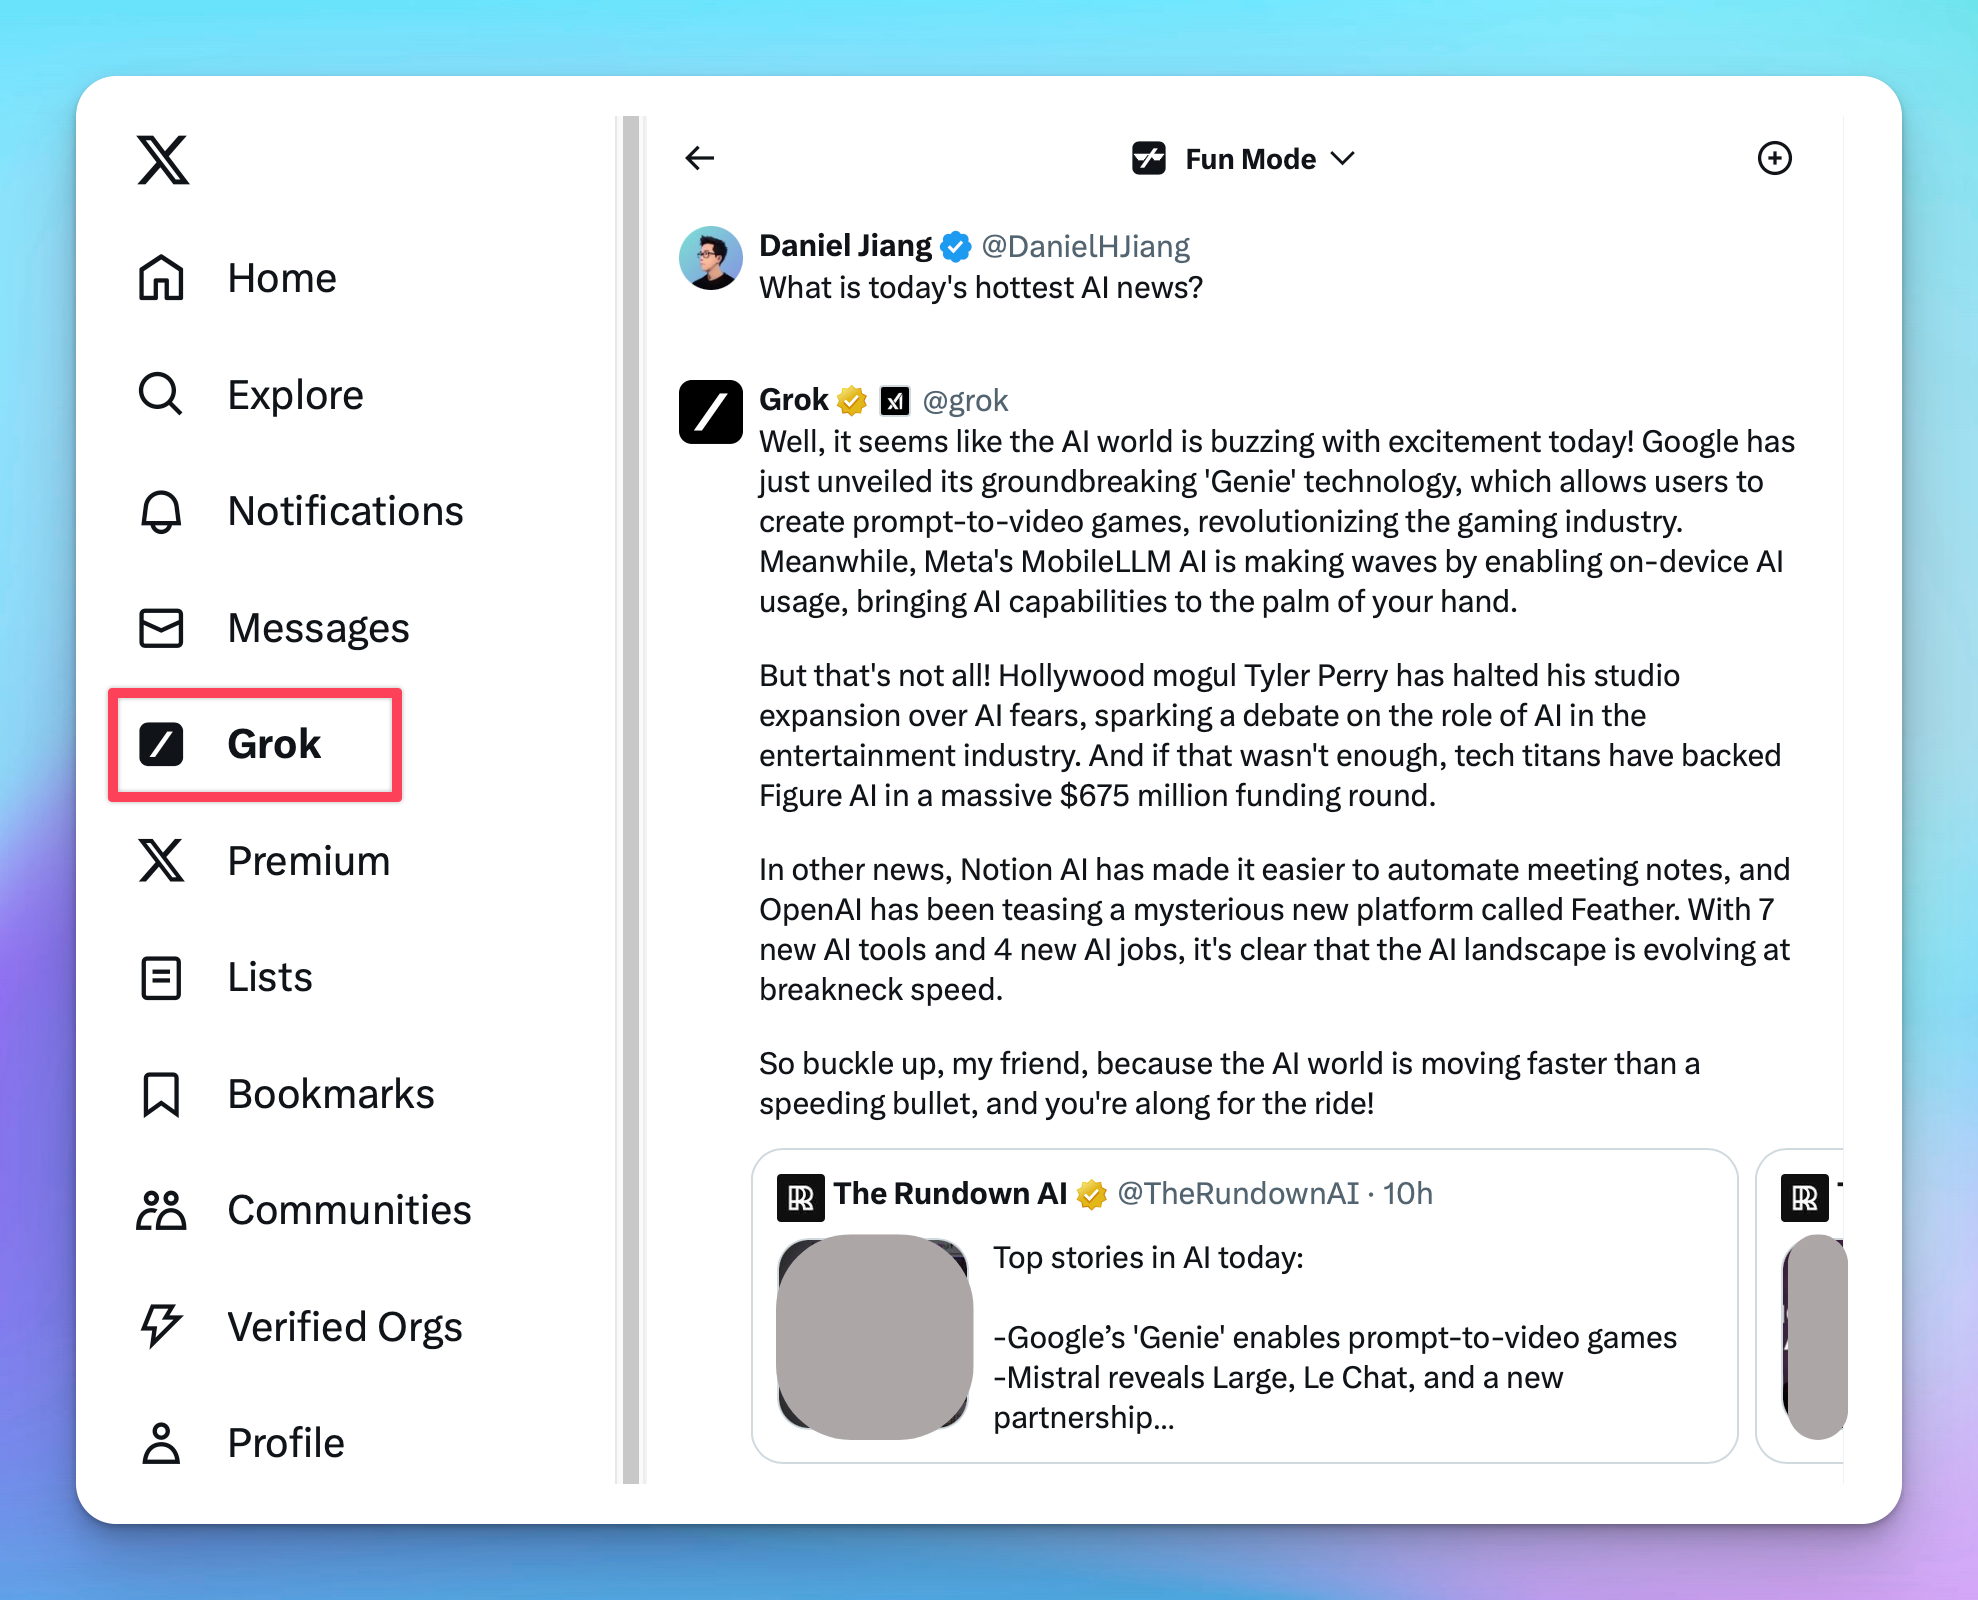 Home
Explore
Notifications
Messages
Grok
Premium
Lists
Bookmarks
Communities
Verified Orgs
Profile
Fun Mode
Daniel Jiang @DanielHJiang
What is today's hottest AI news?
Grok @grok
Well, it seems like the AI world is buzzing with excitement today! Google has
just unveiled its groundbreaking 'Genie' technology, which allows users to
create prompt-to-video games, revolutionizing the gaming industry.
Meanwhile, Meta's MobileLLM AI is making waves by enabling on-device AI
usage, bringing AI capabilities to the palm of your hand.
But that's not all! Hollywood mogul Tyler Perry has halted his studio
expansion over AI fears, sparking a debate on the role of AI in the
entertainment industry. And if that wasn't enough, tech titans have backed
Figure AI in a massive $675 million funding round.
In other news, Notion AI has made it easier to automate meeting notes, and
OpenAI has been teasing a mysterious new platform called Feather. With 7
new AI tools and 4 new AI jobs, it's clear that the AI landscape is evolving at
breakneck speed.
So buckle up, my friend, because the AI world is moving faster than a
speeding bullet, and you're along for the ride!
The Rundown AI @TheRundownAI · 10h
Top stories in AI today:
-Google’s 'Genie' enables prompt-to-video games
-Mistral reveals Large, Le Chat, and a new
partnership...